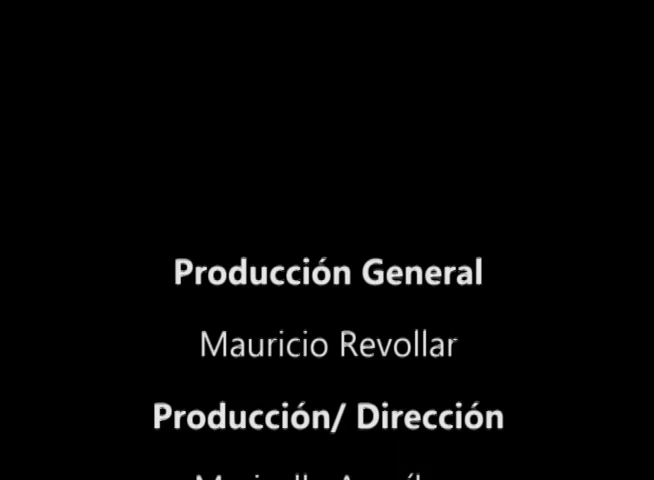 Producción General
Mauricio Revollar
Producción/ Dirección